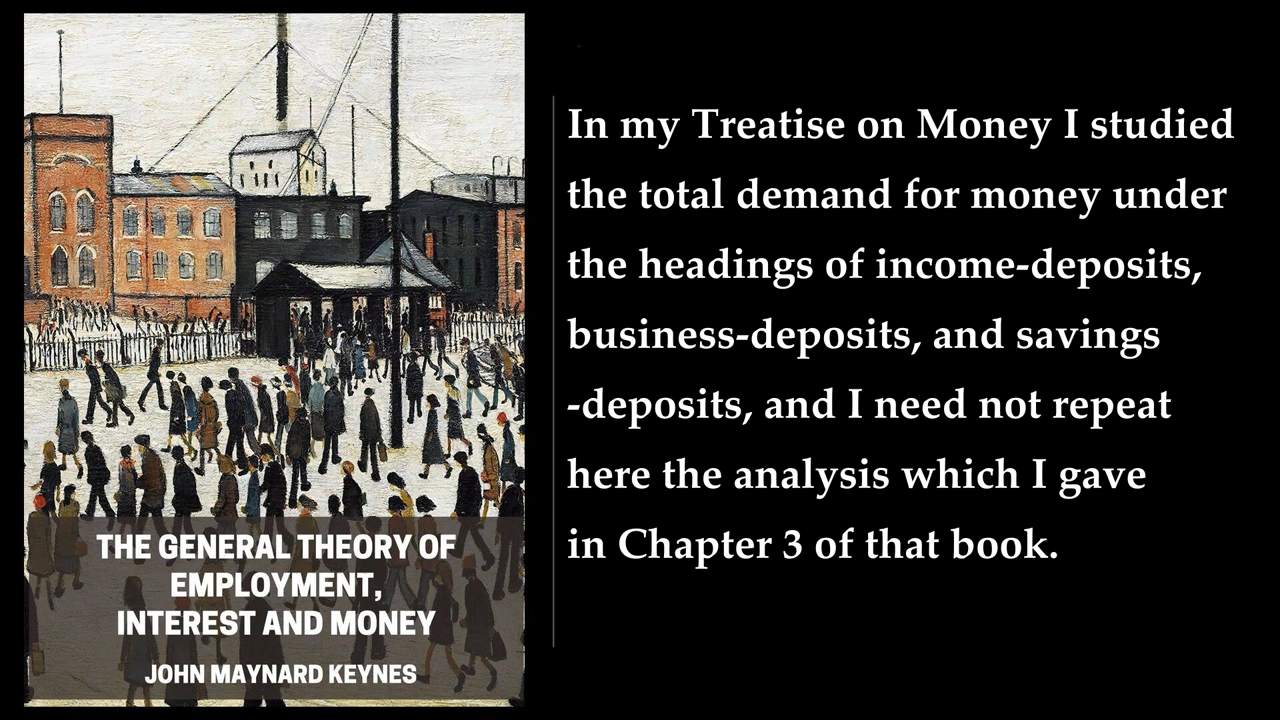 THE GENERAL THEORY OF
EMPLOYMENT,
INTEREST AND MONEY
JOHN MAYNARD KEYNES
In my Treatise on Money I studied
the total demand for money under
the headings of income-deposits,
business-deposits, and savings
-deposits, and I need not repeat
here the analysis which I gave
in Chapter 3 of that book.